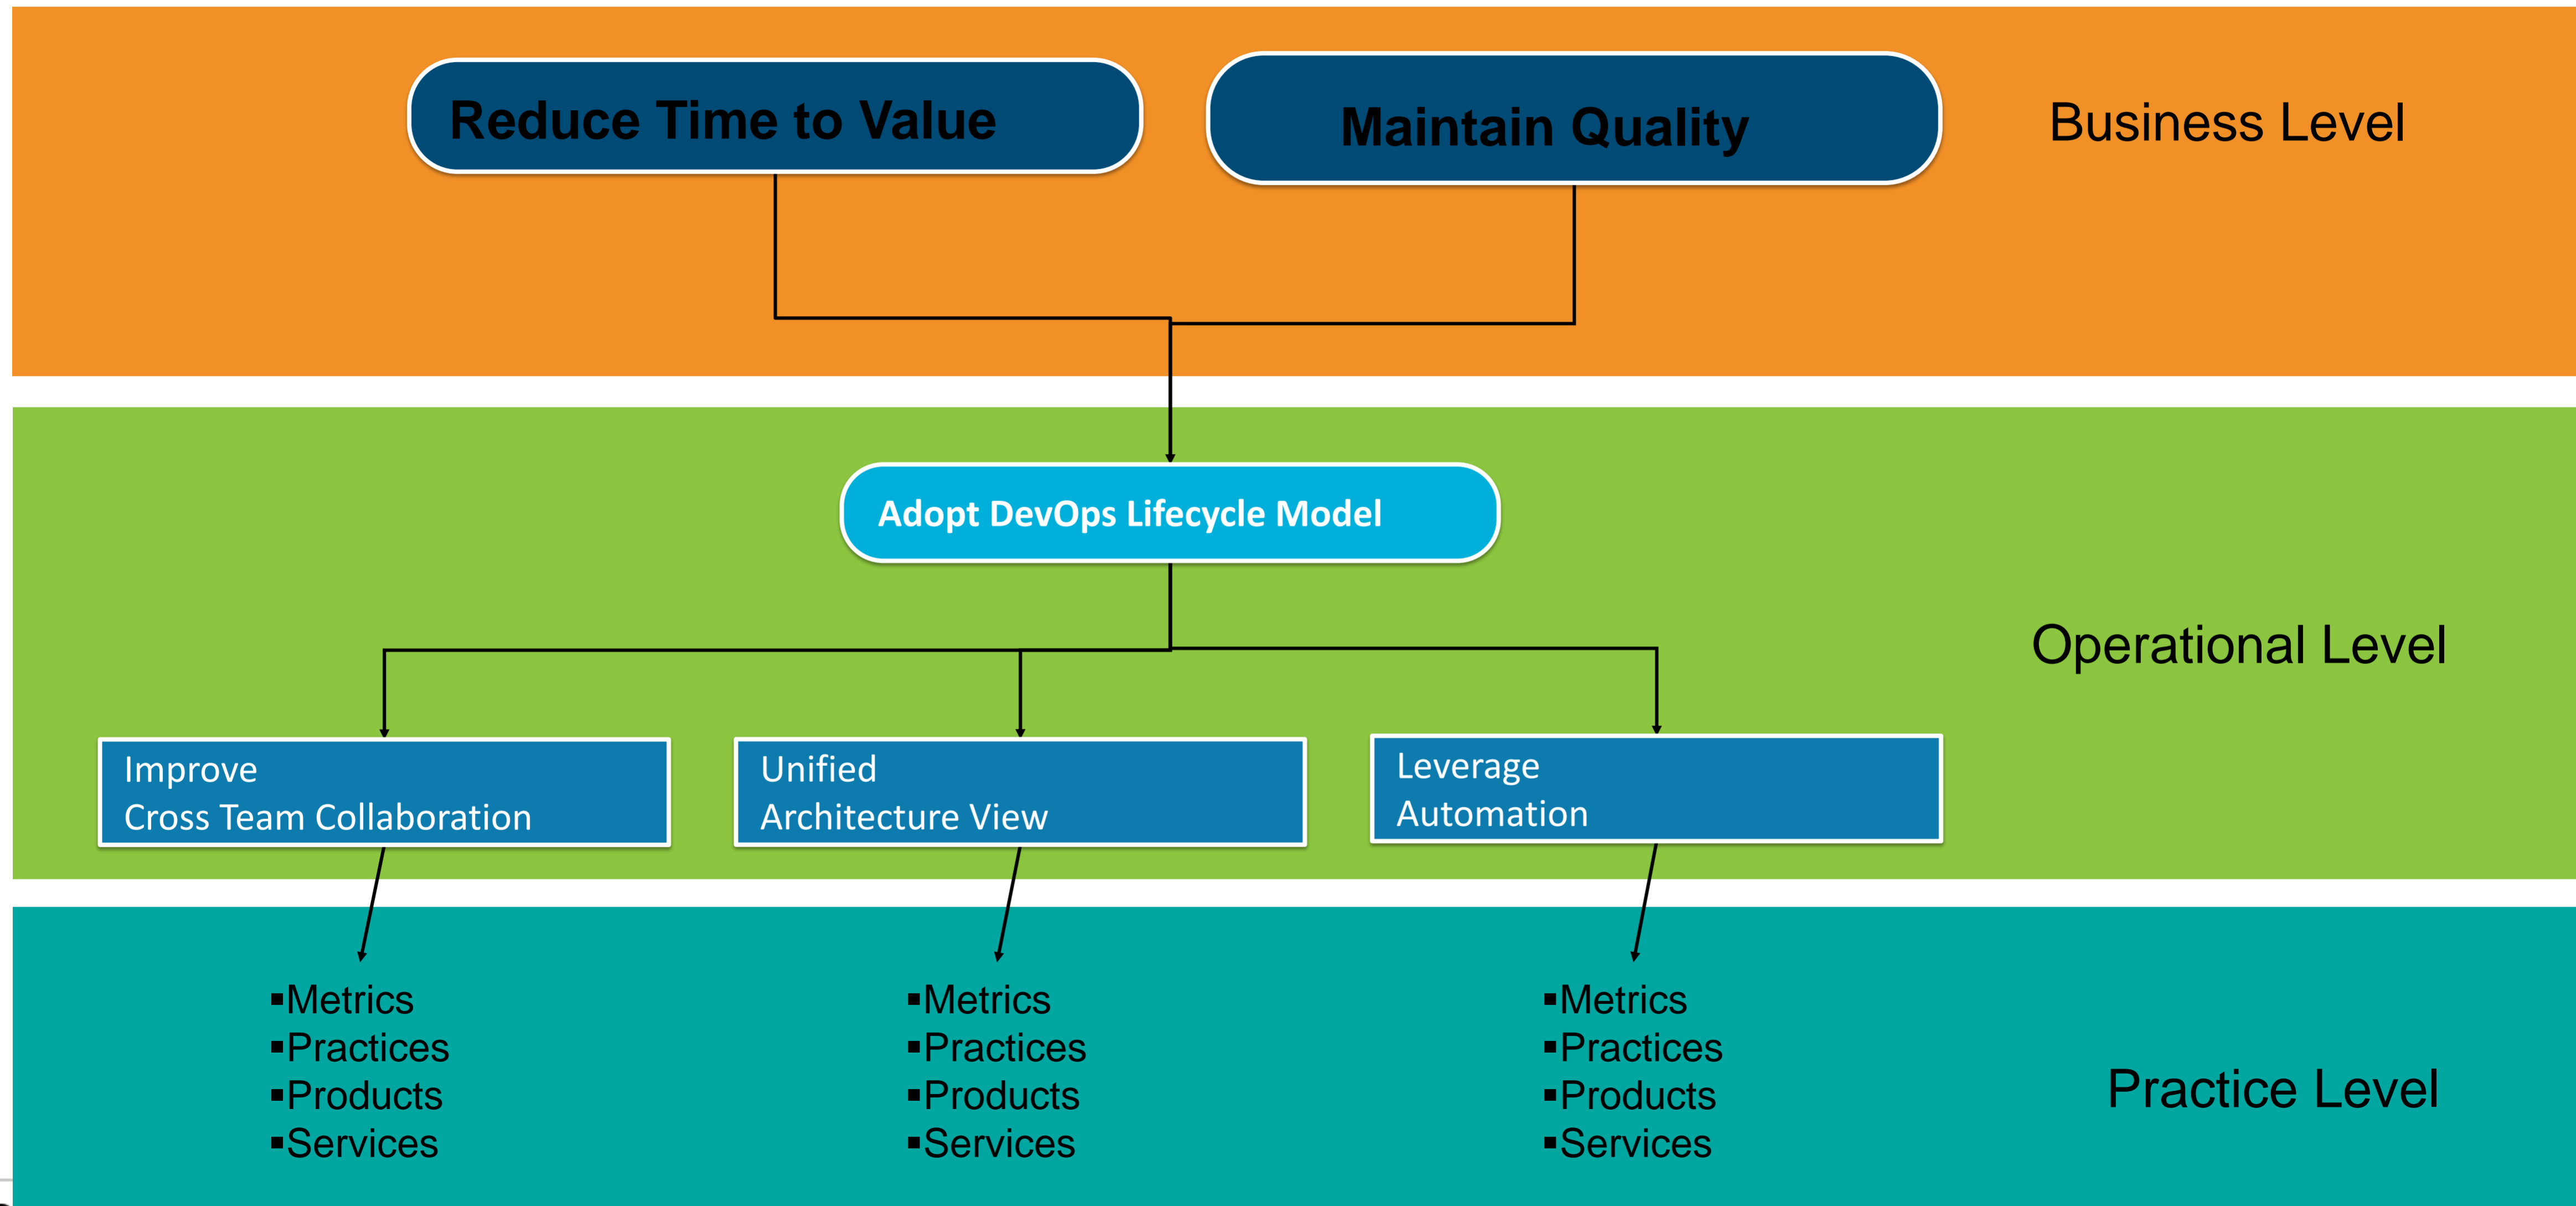 Reduce Time to Value
Maintain Quality
Business Level
Adopt DevOps Lifecycle Model
Operational Level
Improve
Cross Team Collaboration
Unified
Architecture View
Leverage
Automation
▪Metrics
▪Practices
▪Products
▪Services
▪Metrics
▪Practices
▪Products
▪Services
▪Metrics
▪Practices
▪Products
▪Services
Practice Level